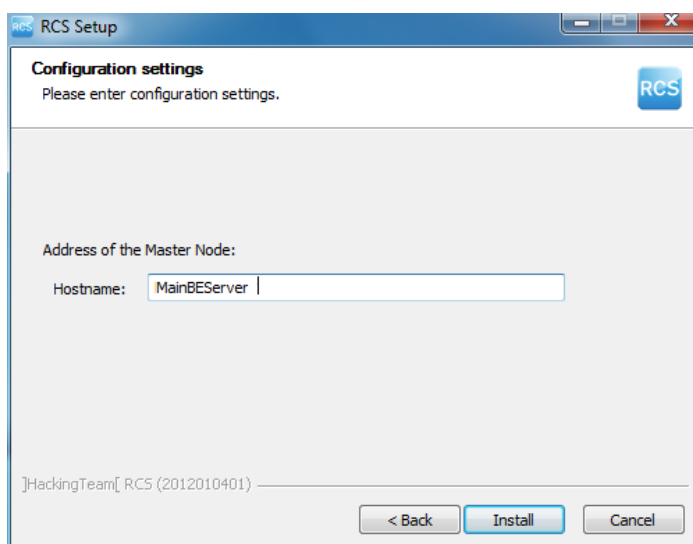 RCS RCS Setup
Configuration settings
Please enter configuration settings.
RCS
Address of the Master Node:
Hostname: MainBEServer
]HackingTeam[ RCS (2012010401)
< Back Install Cancel